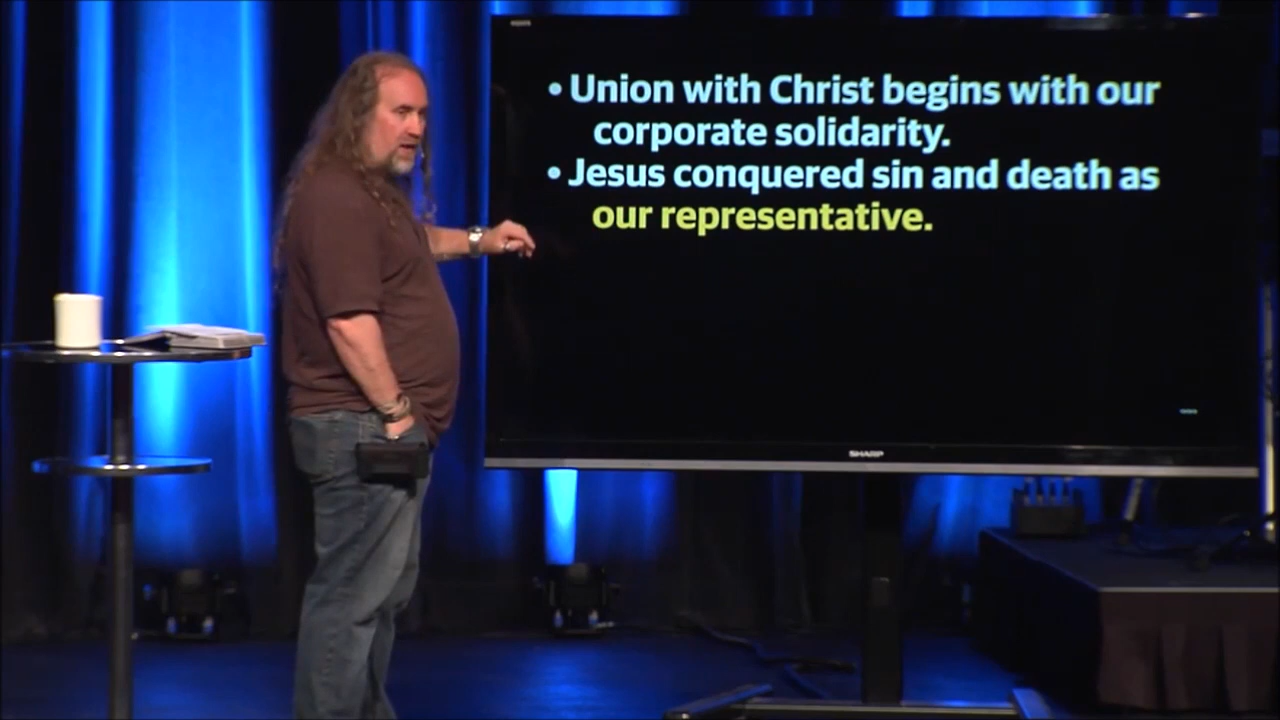 • Union with Christ begins with our
corporate solidarity.
• Jesus conquered sin and death as
our representative.
SHARP